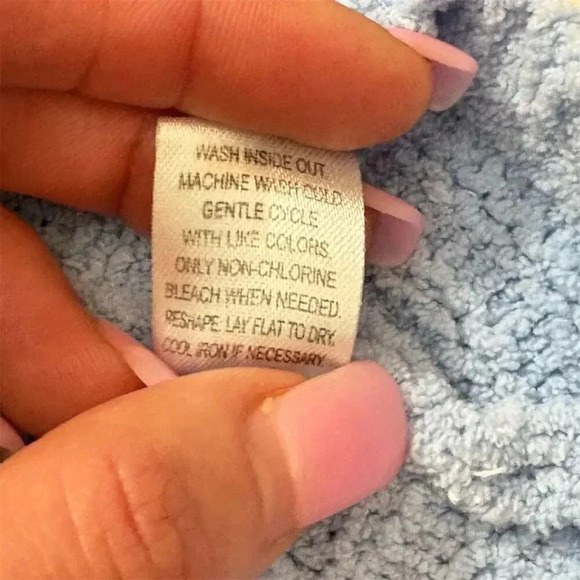 WASH INSIDE OUT
MACHINE WASH COLD
GENTLE CYCLE
WITH LIKE COLORS.
ONLY NON-CHLORINE
BLEACH WHEN NEEDED.
RESHAPE. LAY FLAT TO DRY.
COOL IRON IF NECESSARY.